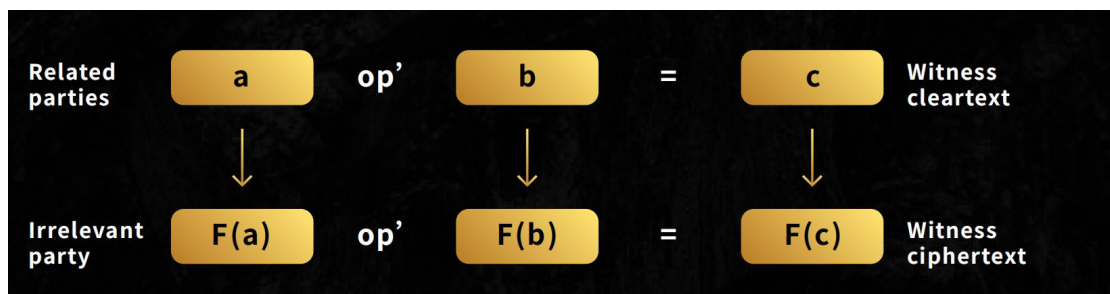 Related
parties
a op’ b = c
Witness
cleartext
Irrelevant
party
F(a) op’ F(b) = F(c)
Witness
ciphertext